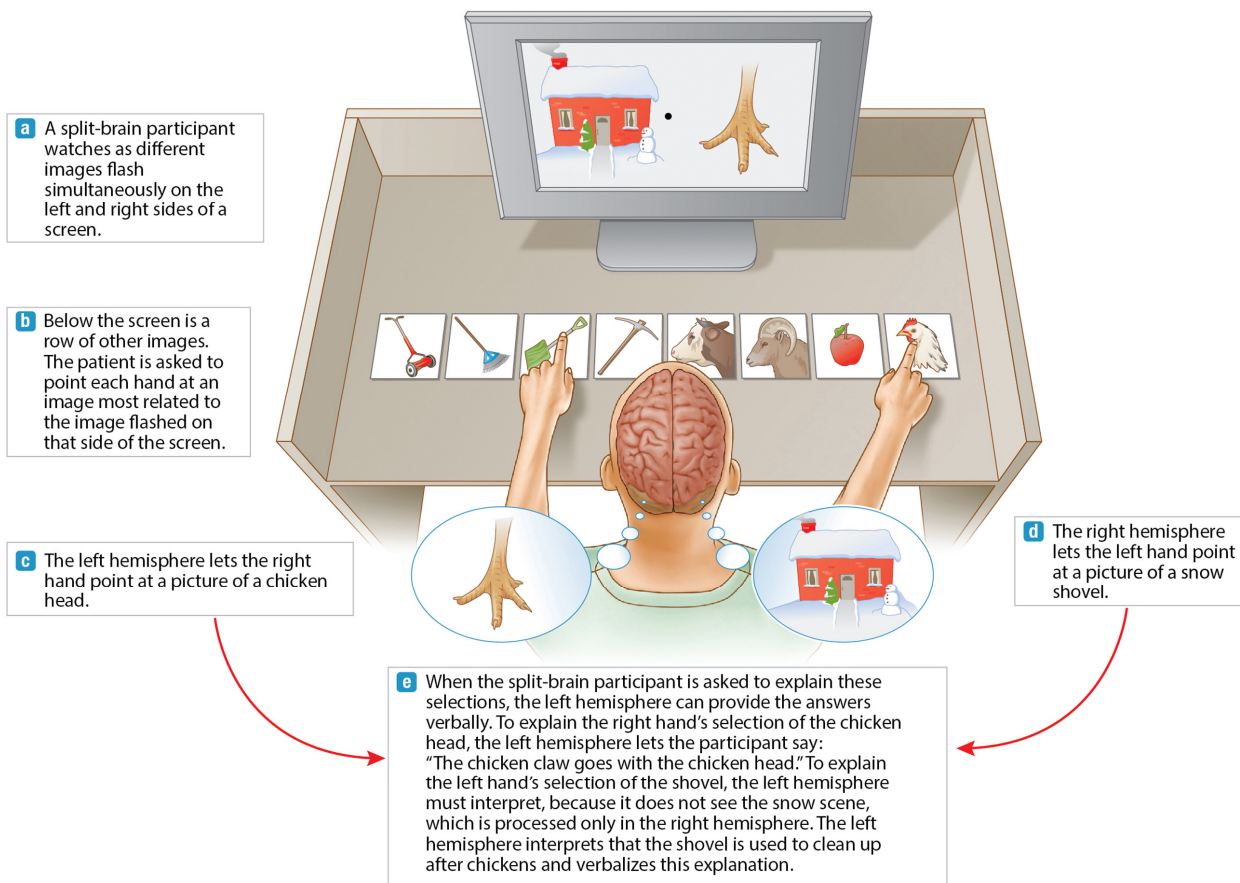 a A split-brain participant
watches as different
images flash
simultaneously on the
left and right sides of a
screen.
b Below the screen is a
row of other images.
The patient is asked to
point each hand at an
image most related to
the image flashed on
that side of the screen.
c The left hemisphere lets the right
hand point at a picture of a chicken
head.
d The right hemisphere
lets the left hand point
at a picture of a snow
shovel.
e When the split-brain participant is asked to explain these
selections, the left hemisphere can provide the answers
verbally. To explain the right hand's selection of the chicken
head, the left hemisphere lets the participant say:
“The chicken claw goes with the chicken head.” To explain
the left hand's selection of the shovel, the left hemisphere
must interpret, because it does not see the snow scene,
which is processed only in the right hemisphere. The left
hemisphere interprets that the shovel is used to clean up
after chickens and verbalizes this explanation.